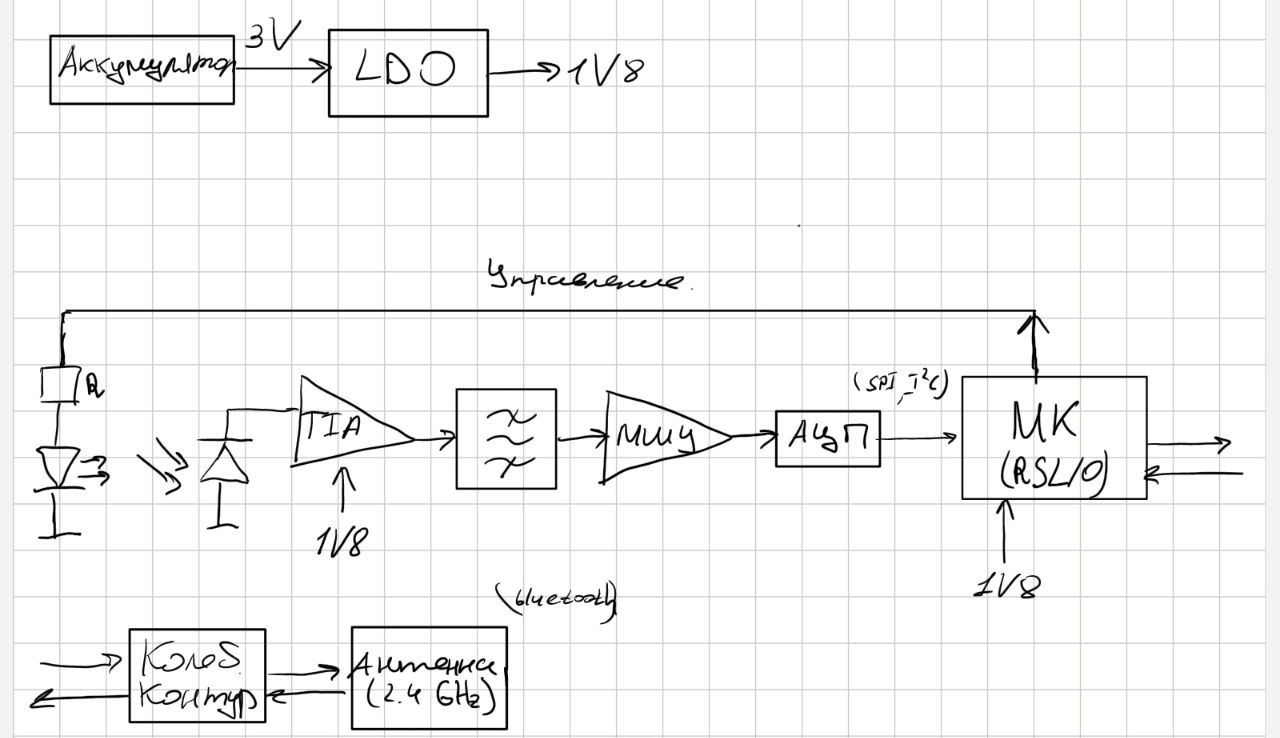 Аккумулятор
3V
LDO
1V8
Управление.
R
TIA
1V8
МШУ
АЦП
(SPI, I²C)
МК
(RSL10)
1V8
(bluetooth)
Колеб.
Контур
Антенна
(2.4 GHz)